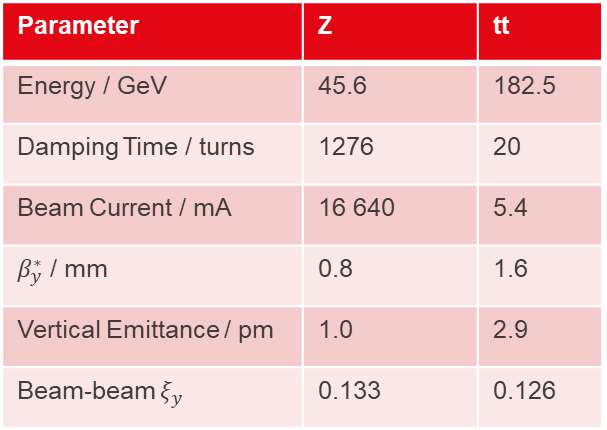 Parameter Z tt
Energy / GeV 45.6 182.5
Damping Time / turns 1276 20
Beam Current / mA 16 640 5.4
β*y / mm 0.8 1.6
Vertical Emittance / pm 1.0 2.9
Beam-beam ξy 0.133 0.126